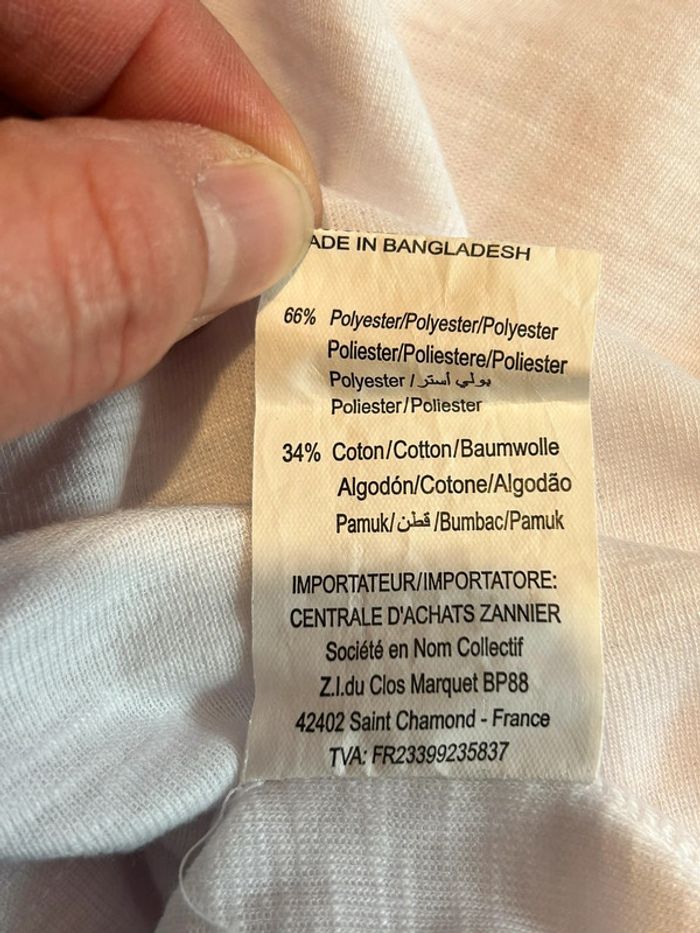 ADE IN BANGLADESH
66% Polyester/Polyester/Polyester
Poliester/Poliestere/Poliester
Polyester / بولي أستر
Poliester/Poliester
34% Coton/Cotton/Baumwolle
Algodón/Cotone/Algodão
Pamuk/قطن/Bumbac/Pamuk
IMPORTATEUR/IMPORTATORE:
CENTRALE D'ACHATS ZANNIER
Société en Nom Collectif
Z.I.du Clos Marquet BP88
42402 Saint Chamond - France
TVA: FR23399235837